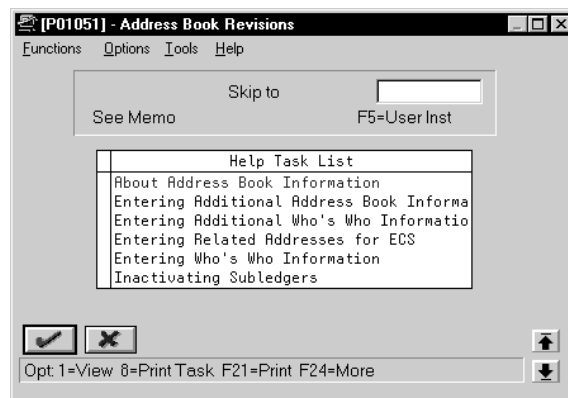 [P01051] - Address Book Revisions
Functions Options Tools Help
Skip to
See Memo F5=User Inst
Help Task List
About Address Book Information
Entering Additional Address Book Informa
Entering Additional Who's Who Informatio
Entering Related Addresses for ECS
Entering Who's Who Information
Inactivating Subledgers
Opt: 1=View 8=Print Task F21=Print F24=More